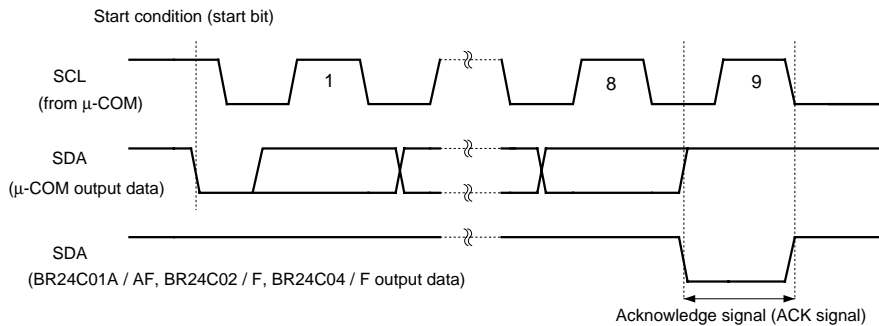 Start condition (start bit)
SCL
(from μ-COM)
1
8
9
SDA
(μ-COM output data)
SDA
(BR24C01A / AF, BR24C02 / F, BR24C04 / F output data)
Acknowledge signal (ACK signal)